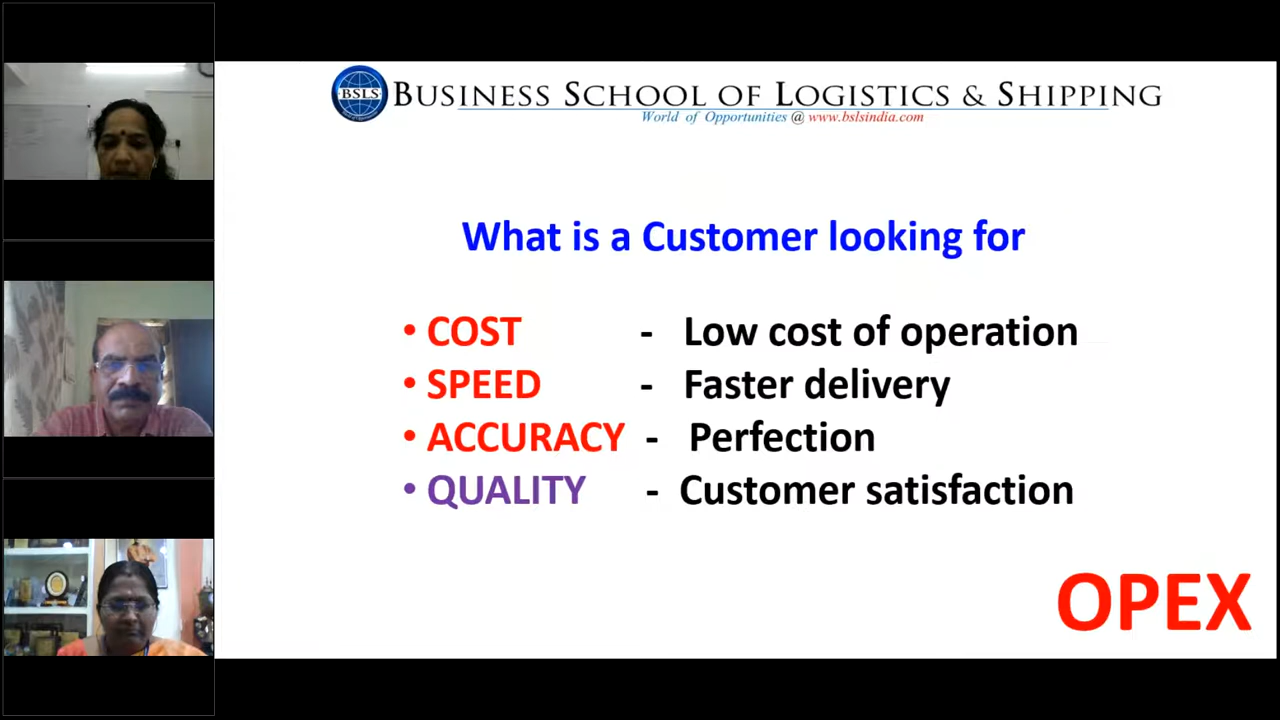 BSLS BUSINESS SCHOOL OF LOGISTICS & SHIPPING
World of Opportunities @ www.bslsindia.com
What is a Customer looking for
• COST - Low cost of operation
• SPEED - Faster delivery
• ACCURACY - Perfection
• QUALITY - Customer satisfaction
OPEX